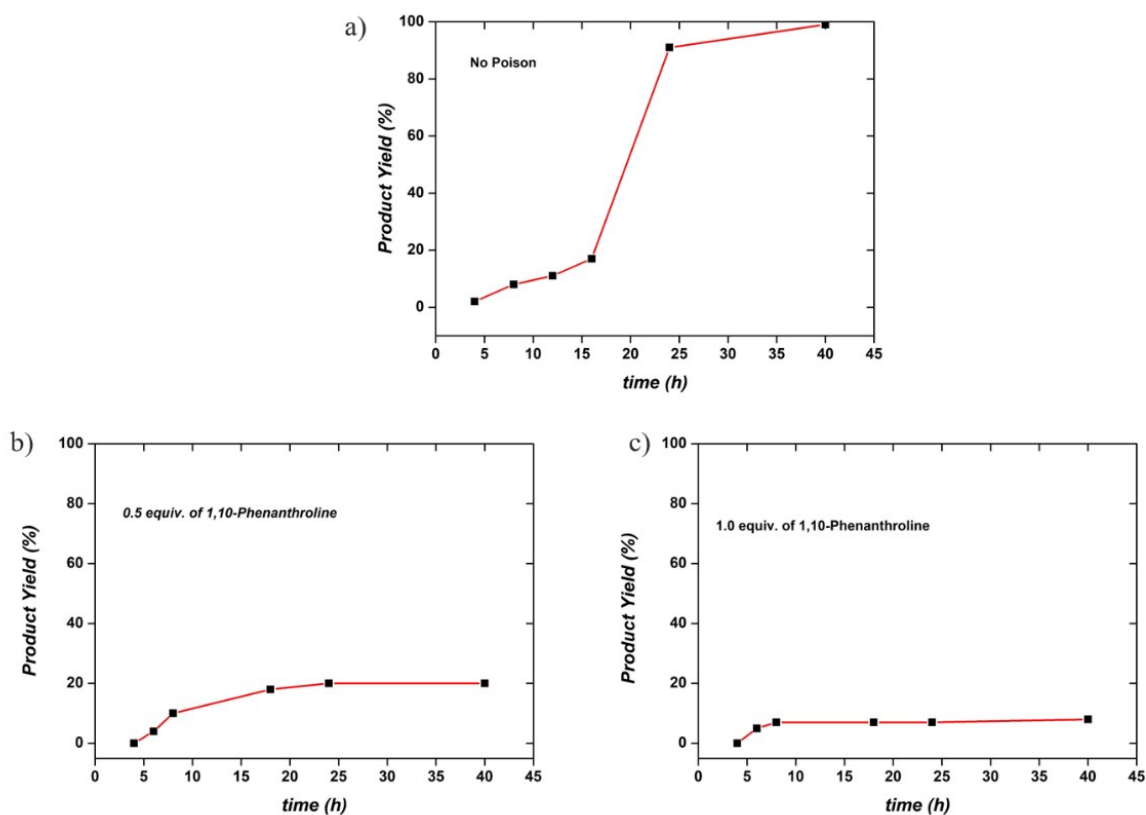 a)
No Poison
Product Yield (%)
100
80
60
40
20
0
0 5 10 15 20 25 30 35 40 45
time (h)
b)
0.5 equiv. of 1,10-Phenanthroline
Product Yield (%)
100
80
60
40
20
0
0 5 10 15 20 25 30 35 40 45
time (h)
c)
1.0 equiv. of 1,10-Phenanthroline
Product Yield (%)
100
80
60
40
20
0
0 5 10 15 20 25 30 35 40 45
time (h)